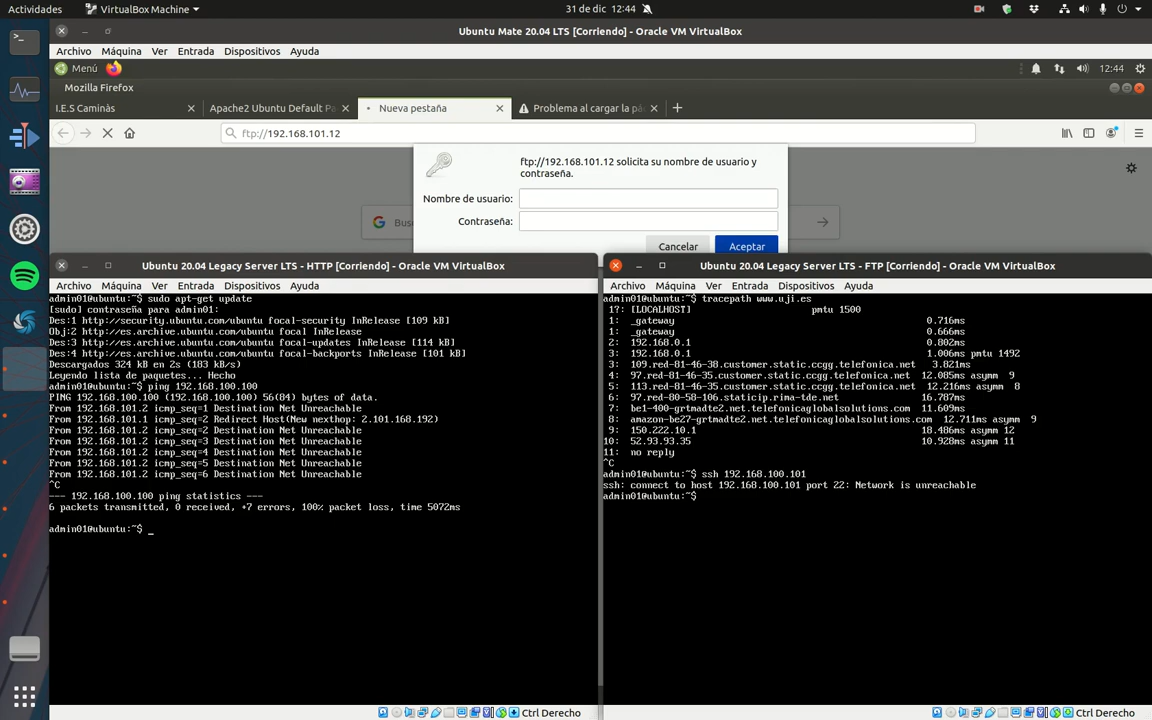 Actividades
VirtualBox Machine
31 de dic 12:44
Ubuntu Mate 20.04 LTS [Corriendo] - Oracle VM VirtualBox
Archivo Máquina Ver Entrada Dispositivos Ayuda
Menú
12:44
Mozilla Firefox
I.E.S Caminàs
Apache2 Ubuntu Default Pa
Nueva pestaña
Problema al cargar la pá
ftp://192.168.101.12
ftp://192.168.101.12 solicita su nombre de usuario y
contraseña.
Nombre de usuario:
Contraseña:
Cancelar
Aceptar
G Bus
Ubuntu 20.04 Legacy Server LTS - HTTP [Corriendo] - Oracle VM VirtualBox
Archivo Máquina Ver Entrada Dispositivos Ayuda
admin01@ubuntu:~$ sudo apt-get update
[sudo] contraseña para admin01:
Des:1 http://security.ubuntu.com/ubuntu focal-security InRelease [109 kB]
Obj:2 http://es.archive.ubuntu.com/ubuntu focal InRelease
Des:3 http://es.archive.ubuntu.com/ubuntu focal-updates InRelease [114 kB]
Des:4 http://es.archive.ubuntu.com/ubuntu focal-backports InRelease [101 kB]
Descargados 324 kB en 2s (183 kB/s)
Leyendo lista de paquetes... Hecho
admin01@ubuntu:~$ ping 192.168.100.100
PING 192.168.100.100 (192.168.100.100) 56(84) bytes of data.
From 192.168.101.2 icmp_seq=1 Destination Net Unreachable
From 192.168.101.1 icmp_seq=2 Redirect Host(New nexthop: 2.101.168.192)
From 192.168.101.2 icmp_seq=2 Destination Net Unreachable
From 192.168.101.2 icmp_seq=3 Destination Net Unreachable
From 192.168.101.2 icmp_seq=4 Destination Net Unreachable
From 192.168.101.2 icmp_seq=5 Destination Net Unreachable
From 192.168.101.2 icmp_seq=6 Destination Net Unreachable
^C
--- 192.168.100.100 ping statistics ---
6 packets transmitted, 0 received, +7 errors, 100% packet loss, time 5072ms
admin01@ubuntu:~$ _
Ctrl Derecho
Ubuntu 20.04 Legacy Server LTS - FTP [Corriendo] - Oracle VM VirtualBox
Archivo Máquina Ver Entrada Dispositivos Ayuda
admin01@ubuntu:~$ tracepath www.uji.es
1?: [LOCALHOST] pmtu 1500
1: _gateway 0.716ms
1: _gateway 0.666ms
2: 192.168.0.1 0.802ms
3: 192.168.0.1 1.006ms pmtu 1492
3: 109.red-81-46-38.customer.static.ccgg.telefonica.net 3.821ms
4: 97.red-81-46-35.customer.static.ccgg.telefonica.net 12.085ms asymm 9
5: 113.red-81-46-35.customer.static.ccgg.telefonica.net 12.216ms asymm 8
6: 97.red-80-58-106.staticip.rima-tde.net 16.787ms
7: be1-400-grtmadte2.net.telefonicaglobalsolutions.com 11.609ms
8: amazon-be27-grtmadte2.net.telefonicaglobalsolutions.com 12.711ms asymm 9
9: 150.222.10.1 18.486ms asymm 12
10: 52.93.93.35 10.928ms asymm 11
11: no reply
^C
admin01@ubuntu:~$ ssh 192.168.100.101
ssh: connect to host 192.168.100.101 port 22: Network is unreachable
admin01@ubuntu:~$
Ctrl Derecho